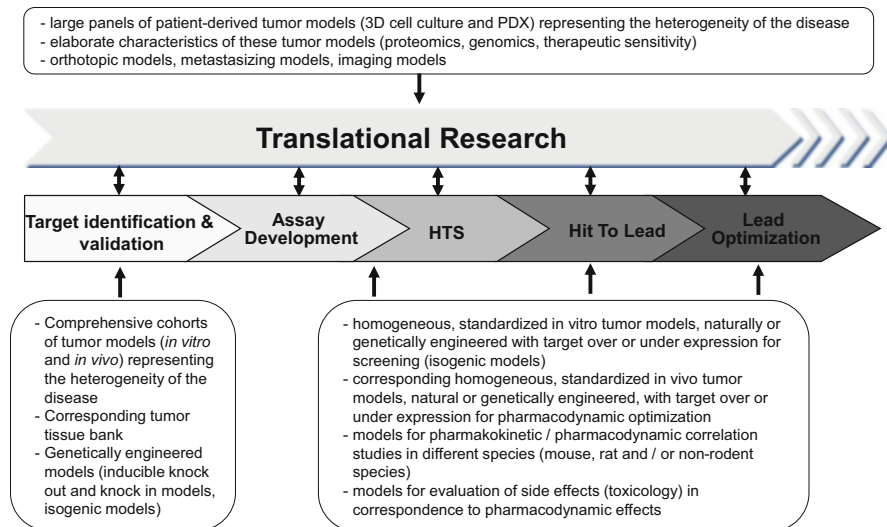 - large panels of patient-derived tumor models (3D cell culture and PDX) representing the heterogeneity of the disease
- elaborate characteristics of these tumor models (proteomics, genomics, therapeutic sensitivity)
- orthotopic models, metastasizing models, imaging models
Translational Research
Target identification &
validation
Assay
Development
HTS
Hit To Lead
Lead
Optimization
- Comprehensive cohorts
of tumor models (in vitro
and in vivo) representing
the heterogeneity of the
disease
- Corresponding tumor
tissue bank
- Genetically engineered
models (inducible knock
out and knock in models,
isogenic models)
- homogeneous, standardized in vitro tumor models, naturally or
genetically engineered with target over or under expression for
screening (isogenic models)
- corresponding homogeneous, standardized in vivo tumor
models, natural or genetically engineered, with target over or
under expression for pharmacodynamic optimization
- models for pharmakokinetic / pharmacodynamic correlation
studies in different species (mouse, rat and / or non-rodent
species)
- models for evaluation of side effects (toxicology) in
correspondence to pharmacodynamic effects